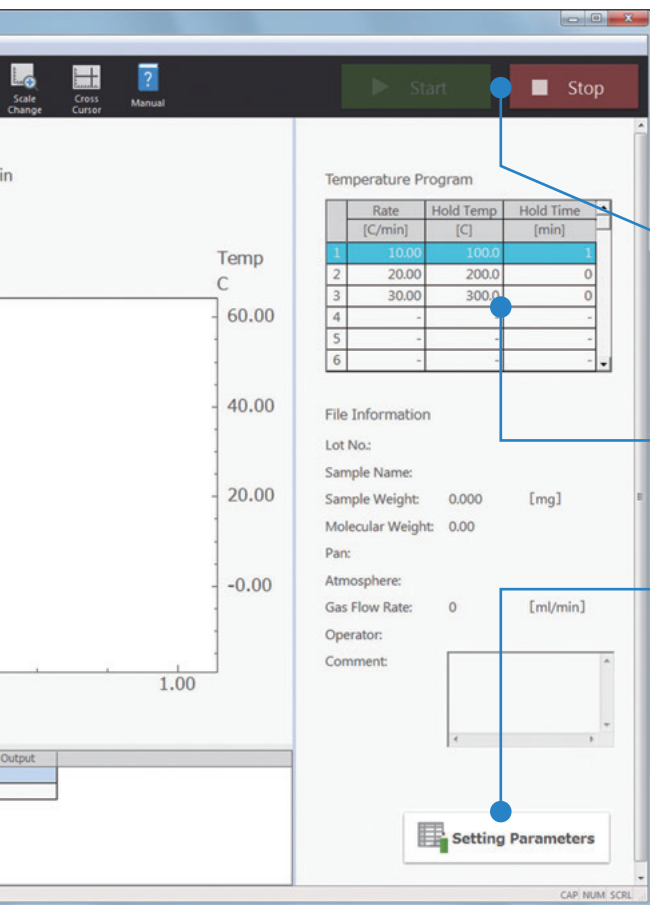 Scale Change
Cross Cursor
Manual
Start
Stop
in
Temp
C
60.00
40.00
20.00
-0.00
1.00
Output
Temperature Program
Rate Hold Temp Hold Time
[C/min] [C] [min]
1 10.00 100.0 1
2 20.00 200.0 0
3 30.00 300.0 0
4 - - -
5 - - -
6 - - -
File Information
Lot No.:
Sample Name:
Sample Weight: 0.000 [mg]
Molecular Weight: 0.00
Pan:
Atmosphere:
Gas Flow Rate: 0 [ml/min]
Operator:
Comment:
Setting Parameters
CAP NUM SCRL